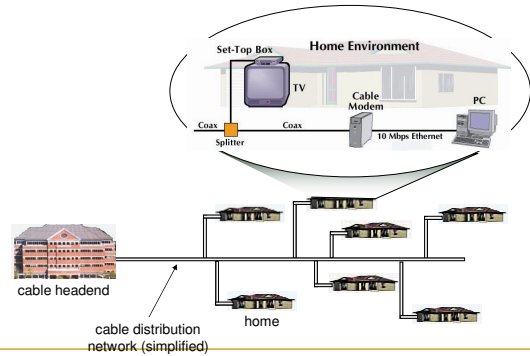 Home Environment
Set-Top Box
TV
Cable
Modem
PC
Coax
Coax
10 Mbps Ethernet
Splitter
cable headend
home
cable distribution
network (simplified)